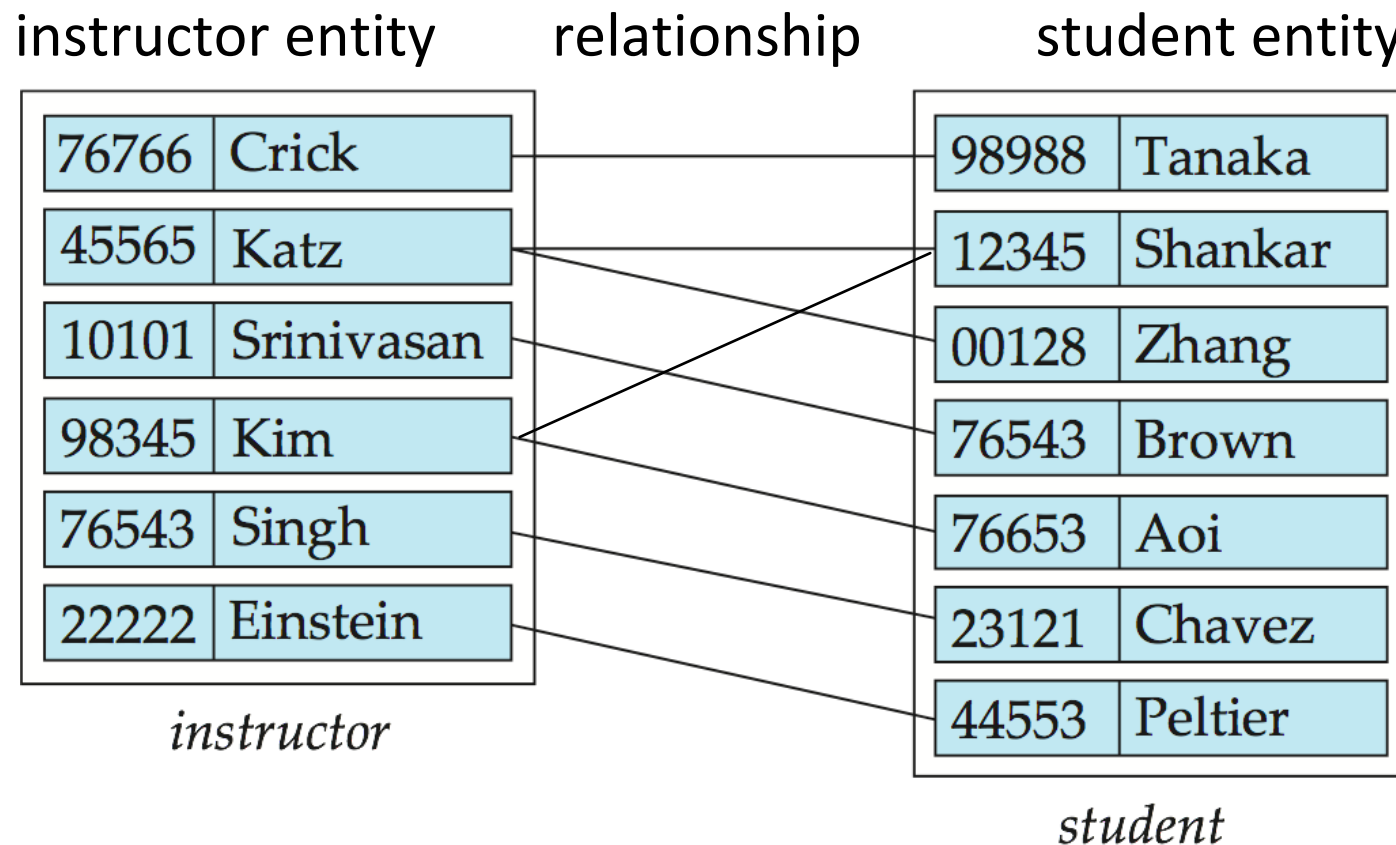 instructor entity relationship student entity
76766 Crick 98988 Tanaka
45565 Katz 12345 Shankar
10101 Srinivasan 00128 Zhang
98345 Kim 76543 Brown
76543 Singh 76653 Aoi
22222 Einstein 23121 Chavez
44553 Peltier
instructor
student